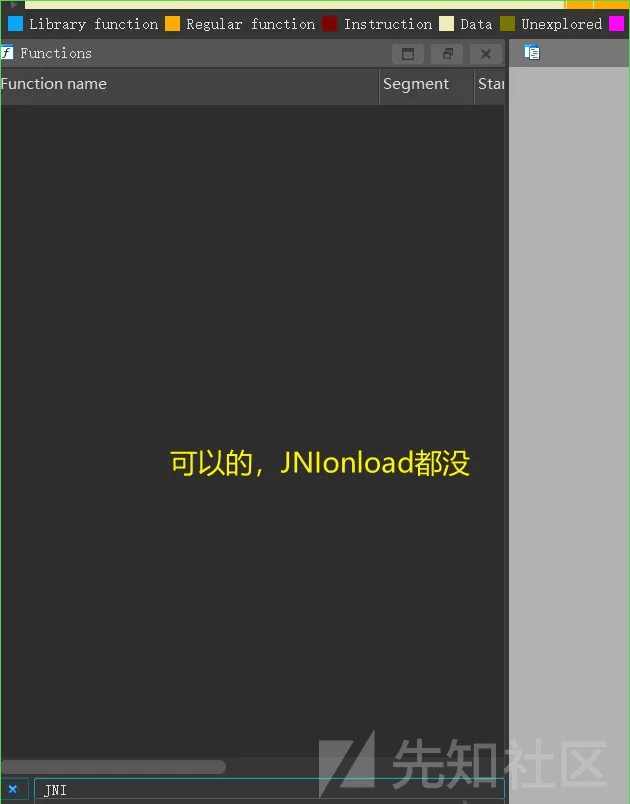 Library function Regular function Instruction Data Unexplored
f Functions
Function name Segment Star
可以的，JNIonload都没
先知社区
JNI